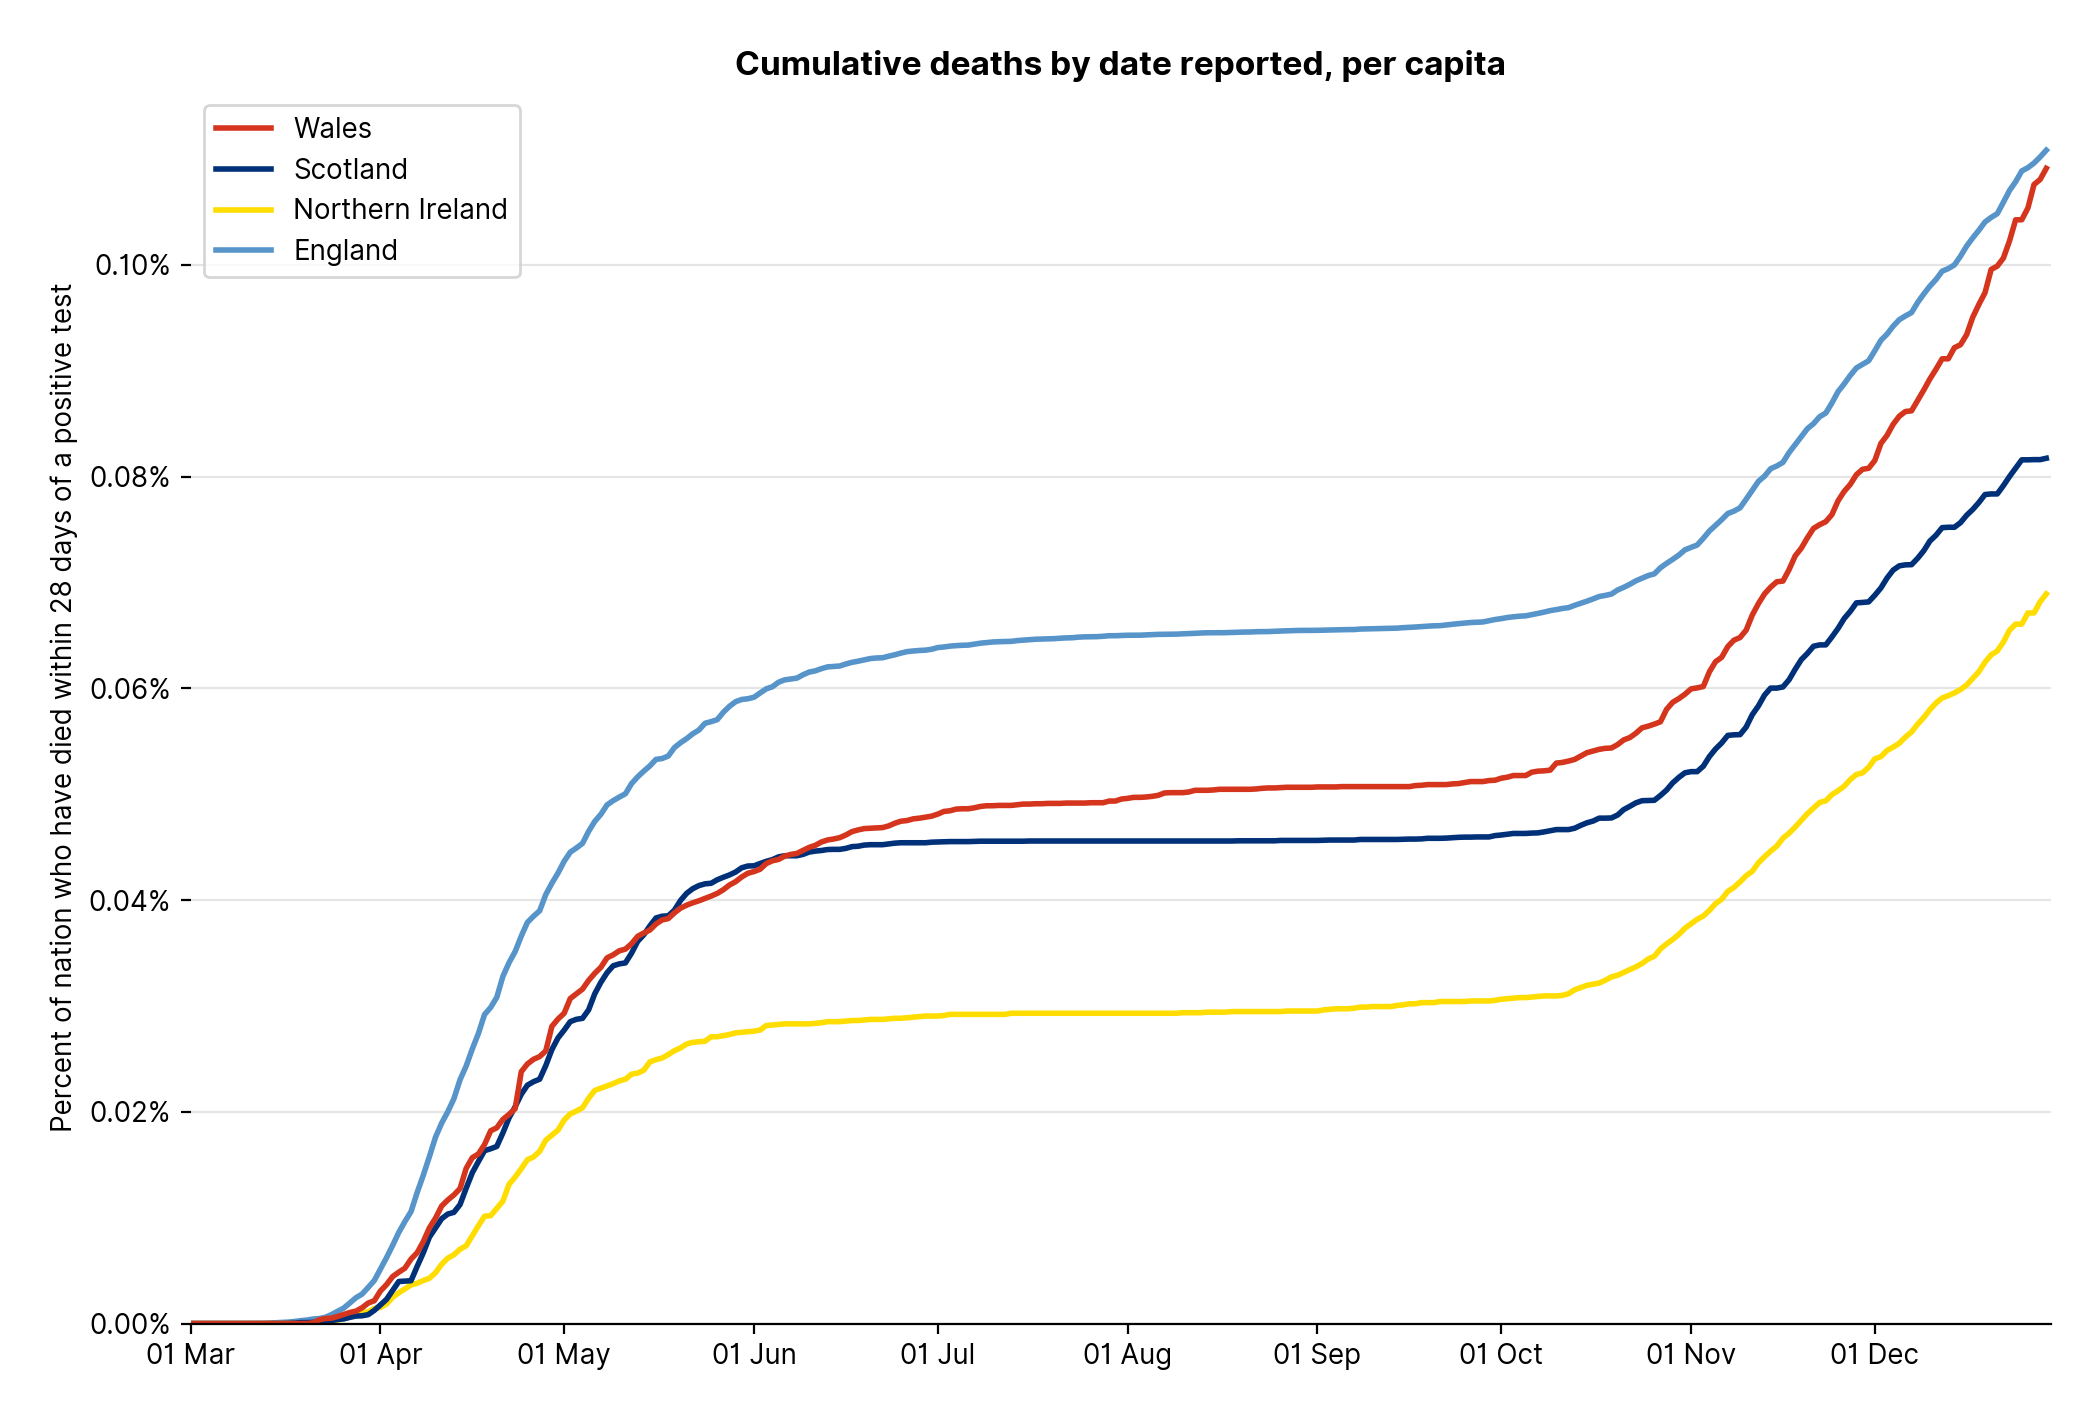 Cumulative deaths by date reported, per capita
Wales
Scotland
Northern Ireland
England
Percent of nation who have died within 28 days of a positive test
0.10%
0.08%
0.06%
0.04%
0.02%
0.00%
01 Mar
01 Apr
01 May
01 Jun
01 Jul
01 Aug
01 Sep
01 Oct
01 Nov
01 Dec